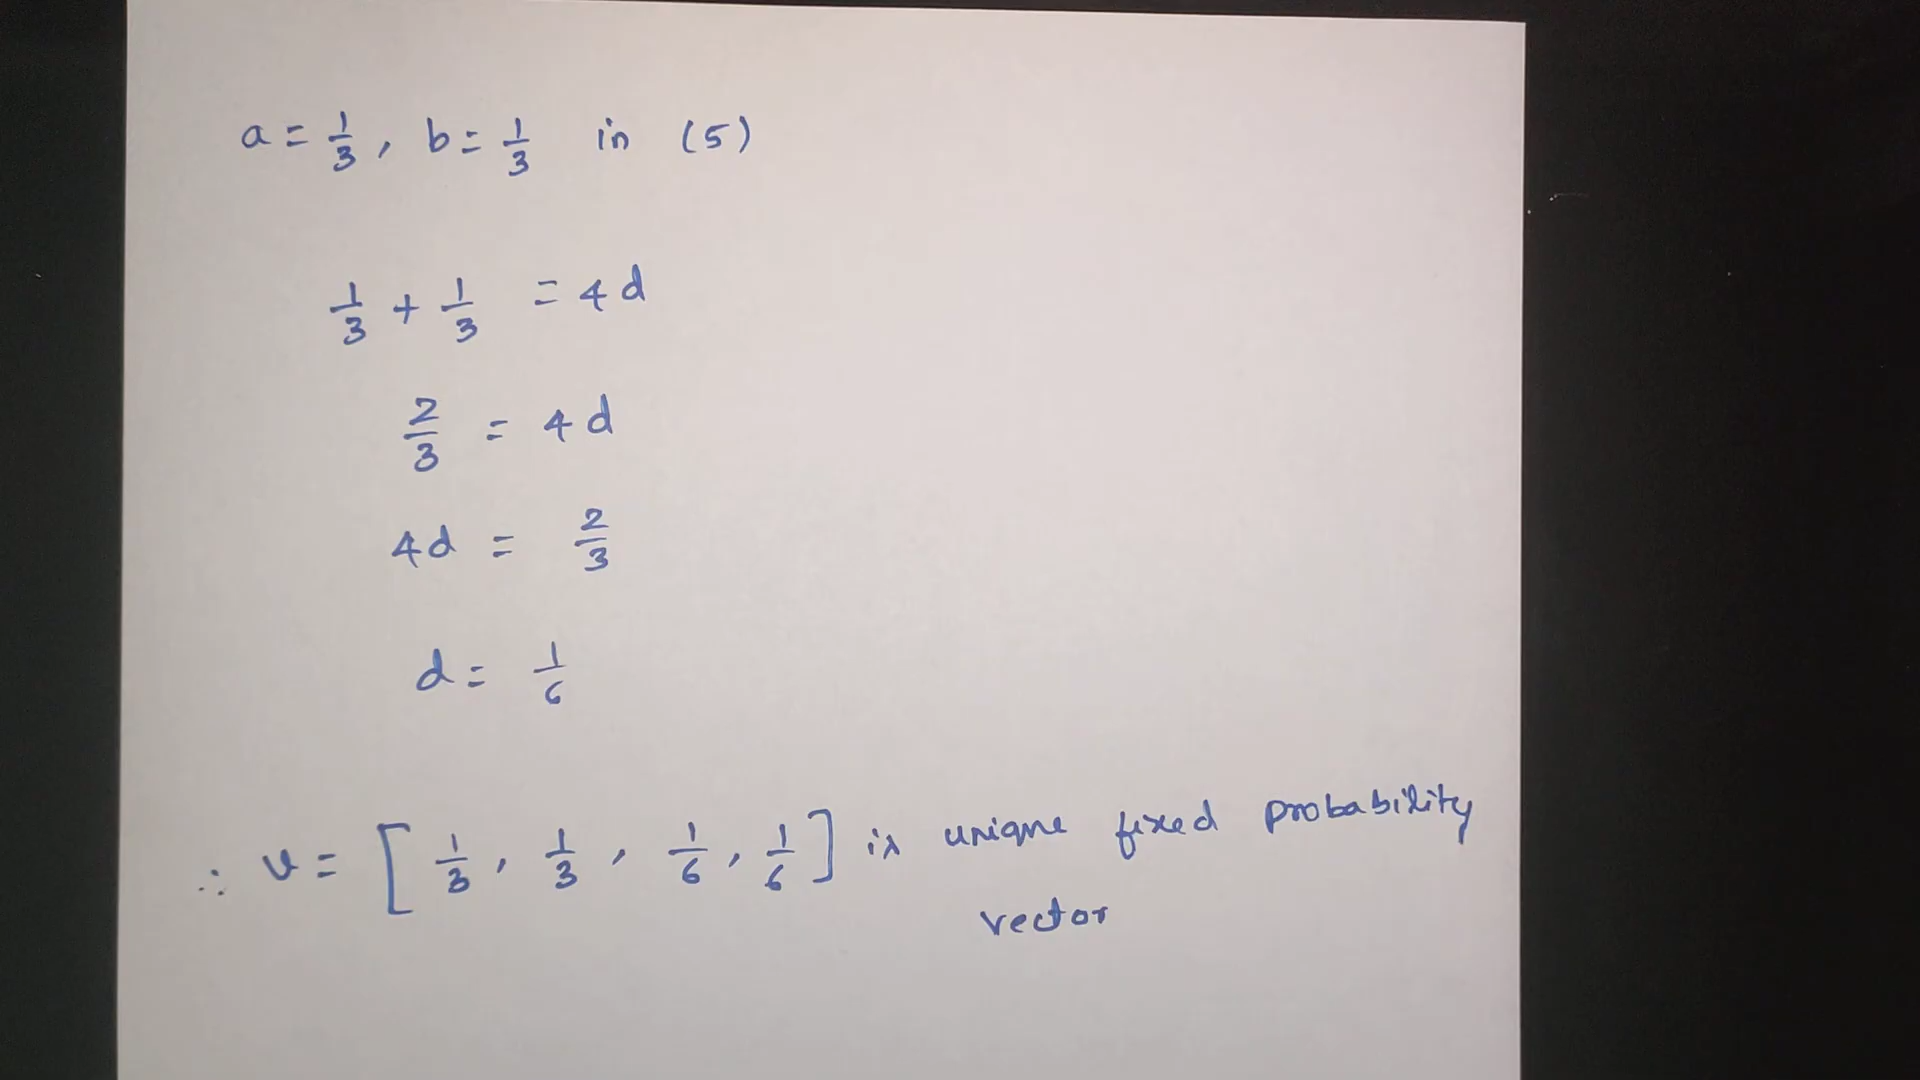 a = 1/3, b = 1/3 in (5)
1/3 + 1/3 = 4d
2/3 = 4d
4d = 2/3
d = 1/6
∴ v = [1/3, 1/3, 1/6, 1/6] is unique fixed probability
vector